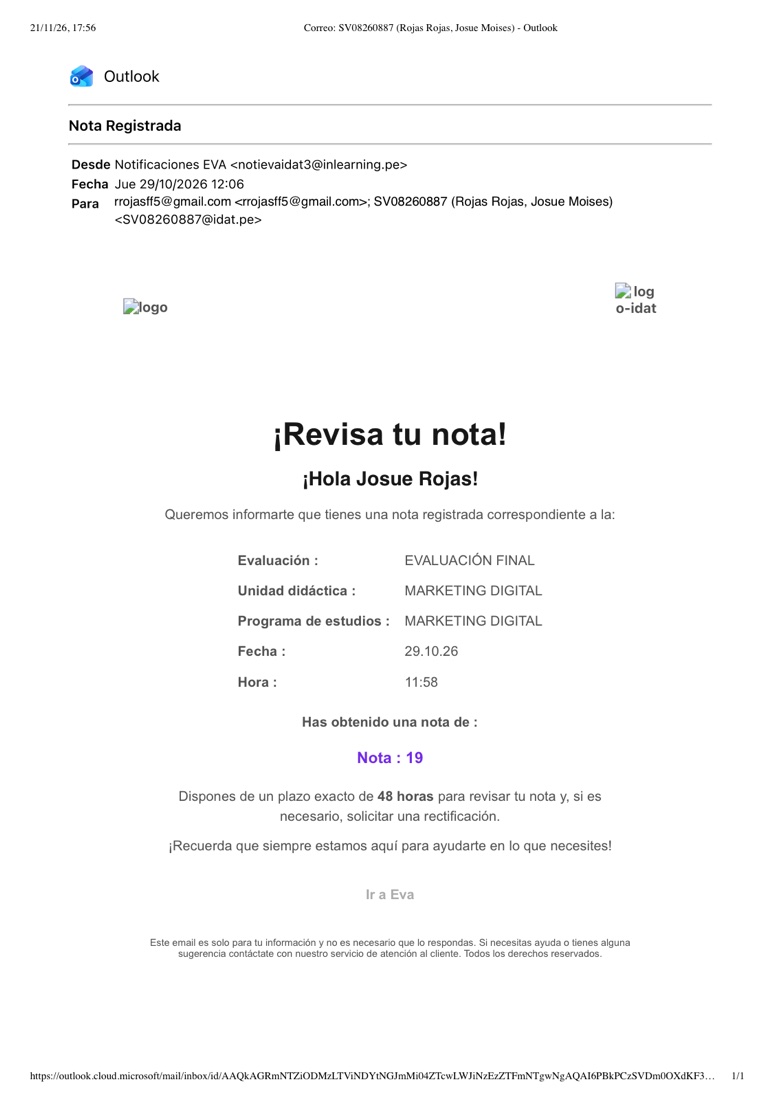 21/11/26, 17:56 Correo: SV08260887 (Rojas Rojas, Josue Moises) - Outlook
Outlook
Nota Registrada
Desde Notificaciones EVA <notievaidat3@inlearning.pe>
Fecha Jue 29/10/2026 12:06
Para rrojasff5@gmail.com <rrojasff5@gmail.com>; SV08260887 (Rojas Rojas, Josue Moises)
<SV08260887@idat.pe>
logo
log
o-idat
¡Revisa tu nota!
¡Hola Josue Rojas!
Queremos informarte que tienes una nota registrada correspondiente a la:
Evaluación : EVALUACIÓN FINAL
Unidad didáctica : MARKETING DIGITAL
Programa de estudios : MARKETING DIGITAL
Fecha : 29.10.26
Hora : 11:58
Has obtenido una nota de :
Nota : 19
Dispones de un plazo exacto de 48 horas para revisar tu nota y, si es
necesario, solicitar una rectificación.
¡Recuerda que siempre estamos aquí para ayudarte en lo que necesites!
Ir a Eva
Este email es solo para tu información y no es necesario que lo respondas. Si necesitas ayuda o tienes alguna
sugerencia contáctate con nuestro servicio de atención al cliente. Todos los derechos reservados.
https://outlook.cloud.microsoft/mail/inbox/id/AAQkAGRmNTZiODMzLTViNDYtNGJmMi04ZTcwLWJiNzEzZTFmNTgwNgAQAI6PBkPCzSVDm0OXdKF3… 1/1